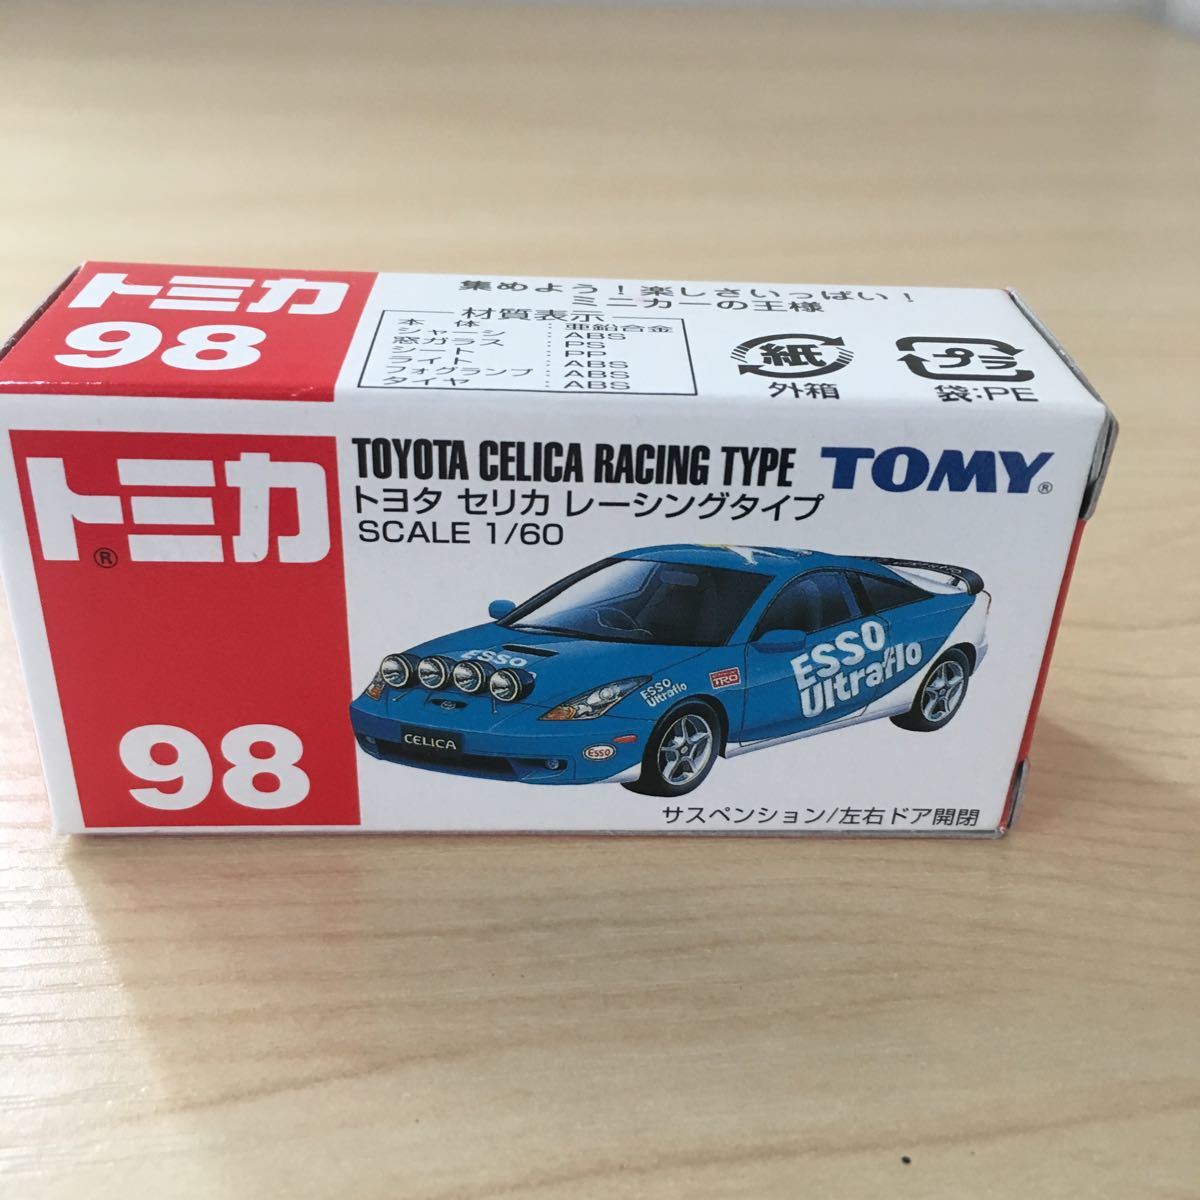 トミカ
98
集めよう!楽しさいっぱい!
ミニカーの王様
材質表示
本体 亜鉛合金
シャーシ ABS
窓ガラス PS
シート PP
ライト ABS
フォグランプ ABS
タイヤ ABS
紙
外箱
プラ
袋:PE
トミカ®
98
TOYOTA CELICA RACING TYPE
TOMY®
トヨタ セリカ レーシングタイプ
SCALE 1/60
ESSO
CELICA
ESSO
Ultraflo
Esso
TRD
ESSO
Ultraflo
サスペンション/左右ドア開閉